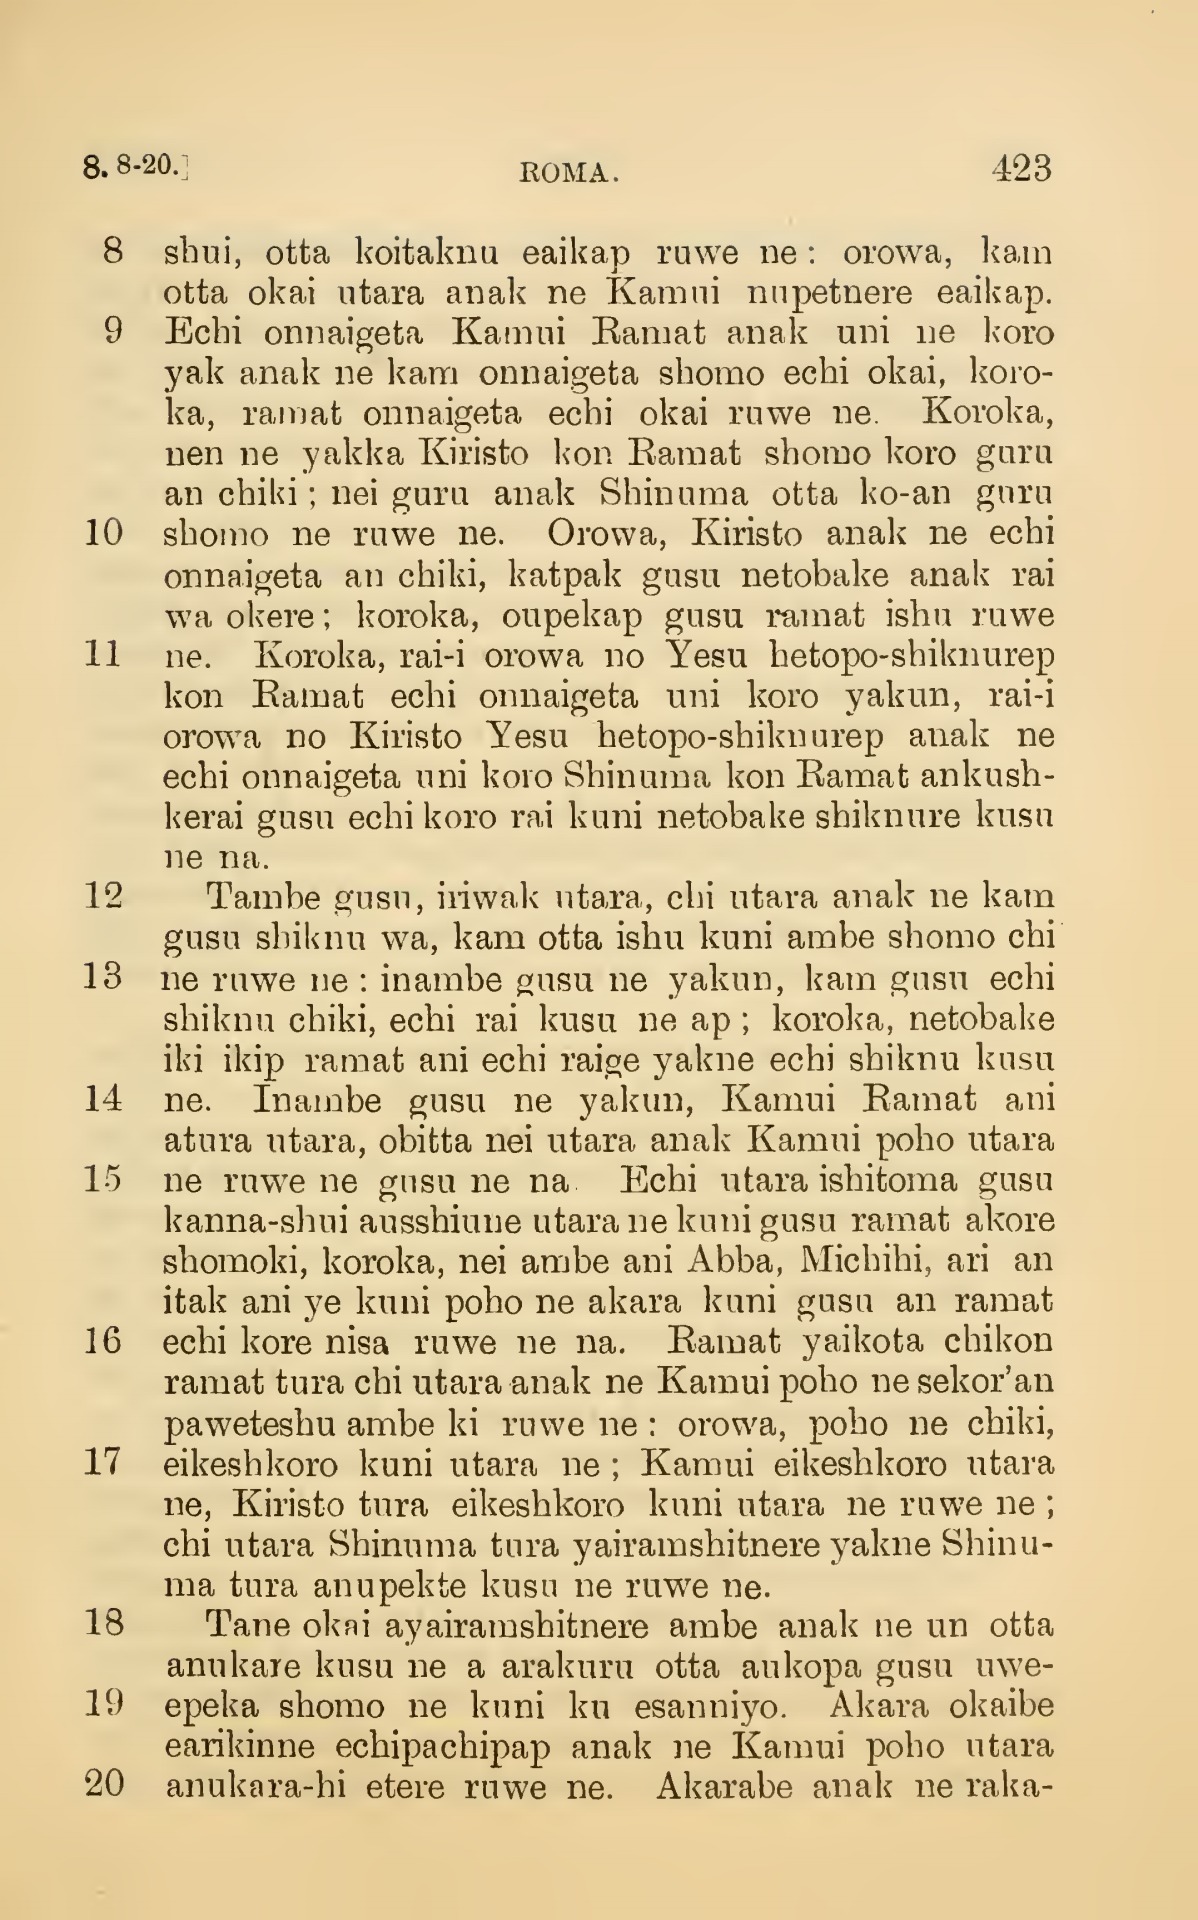 8. 8-20.] ROMA. 423
8 shui, otta koitaknu eaikap ruwe ne : orowa, kam
otta okai utara anak ne Kamui nupetnere eaikap.
9 Echi onnaigeta Kamui Ramat anak uni ne koro
yak anak ne kam onnaigeta shomo echi okai, koro-
ka, ramat onnaigeta echi okai ruwe ne. Koroka,
nen ne yakka Kiristo kon Ramat shomo koro guru
an chiki ; nei guru anak Shinuma otta ko-an guru
10 shomo ne ruwe ne. Orowa, Kiristo anak ne echi
onnaigeta an chiki, katpak gusu netobake anak rai
wa okere ; koroka, oupekap gusu ramat ishu ruwe
11 ne. Koroka, rai-i orowa no Yesu hetopo-shiknurep
kon Ramat echi onnaigeta uni koro yakun, rai-i
orowa no Kiristo Yesu hetopo-shiknurep anak ne
echi onnaigeta uni koro Shinuma kon Ramat ankush-
kerai gusu echi koro rai kuni netobake shiknure kusu
ne na.
12 Tambe gusu, iriwak utara, chi utara anak ne kam
gusu shiknu wa, kam otta ishu kuni ambe shomo chi
13 ne ruwe ne : inambe gusu ne yakun, kam gusu echi
shiknu chiki, echi rai kusu ne ap ; koroka, netobake
iki ikip ramat ani echi raige yakne echi shiknu kusu
14 ne. Inambe gusu ne yakun, Kamui Ramat ani
atura utara, obitta nei utara anak Kamui poho utara
15 ne ruwe ne gusu ne na. Echi utara ishitoma gusu
kanna-shui ausshiune utara ne kuni gusu ramat akore
shomoki, koroka, nei ambe ani Abba, Michihi, ari an
itak ani ye kuni poho ne akara kuni gusu an ramat
16 echi kore nisa ruwe ne na. Ramat yaikota chikon
ramat tura chi utara anak ne Kamui poho ne sekor'an
paweteshu ambe ki ruwe ne : orowa, poho ne chiki,
17 eikeshkoro kuni utara ne ; Kamui eikeshkoro utara
ne, Kiristo tura eikeshkoro kuni utara ne ruwe ne ;
chi utara Shinuma tura yairamshitnere yakne Shinu-
ma tura anupekte kusu ne ruwe ne.
18 Tane okai ayairamshitnere ambe anak ne un otta
anukare kusu ne a arakuru otta aukopa gusu uwe-
19 epeka shomo ne kuni ku esanniyo. Akara okaibe
earikinne echipachipap anak ne Kamui poho utara
20 anukara-hi etere ruwe ne. Akarabe anak ne raka-